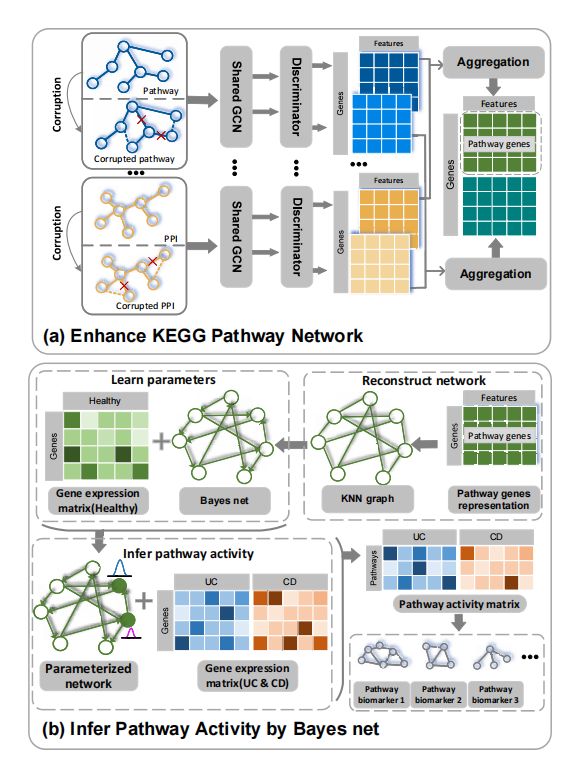 Corruption
Pathway
Corrupted pathway
Shared GCN
DIscriminator
Features
Genes
Aggregation
Features
Genes
Pathway genes
Corruption
PPI
Corrupted PPI
Shared GCN
Discriminator
Features
Genes
Aggregation
(a) Enhance KEGG Pathway Network
Learn parameters
Healthy
Genes
Gene expression
matrix(Healthy)
Bayes net
Reconstruct network
KNN graph
Features
Genes
Pathway genes
Pathway genes
representation
Infer pathway activity
Parameterized
network
UC
CD
Genes
Gene expression
matrix(UC & CD)
UC
CD
Pathways
Pathway activity matrix
Pathway
biomarker 1
Pathway
biomarker 2
Pathway
biomarker 3
(b) Infer Pathway Activity by Bayes net